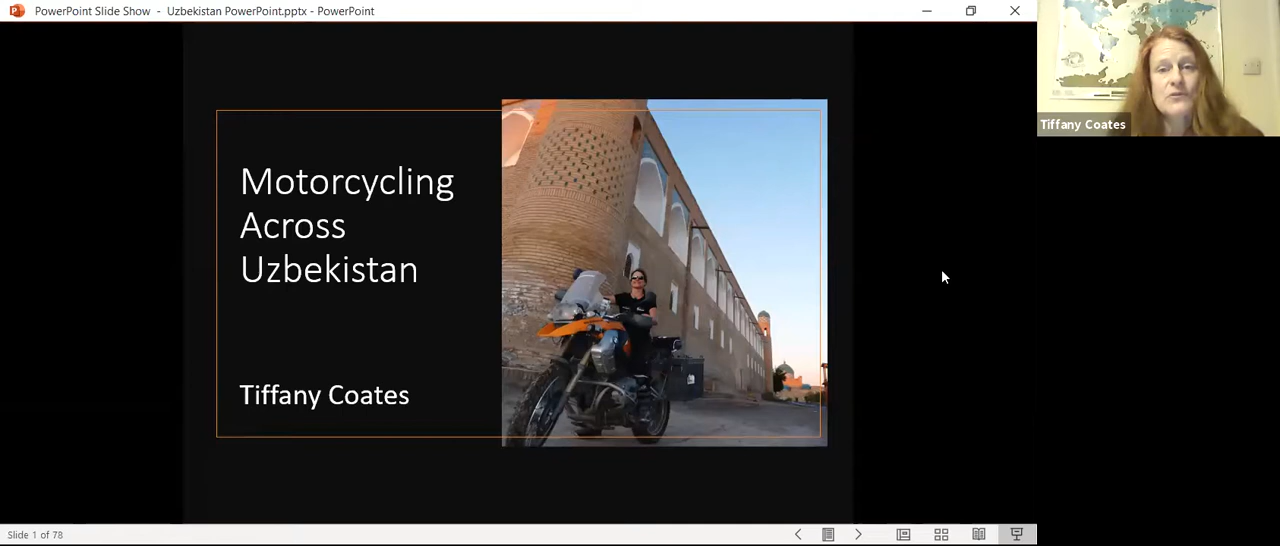 PowerPoint Slide Show - Uzbekistan PowerPoint.pptx - PowerPoint
Motorcycling
Across
Uzbekistan
Tiffany Coates
Tiffany Coates
Slide 1 of 78